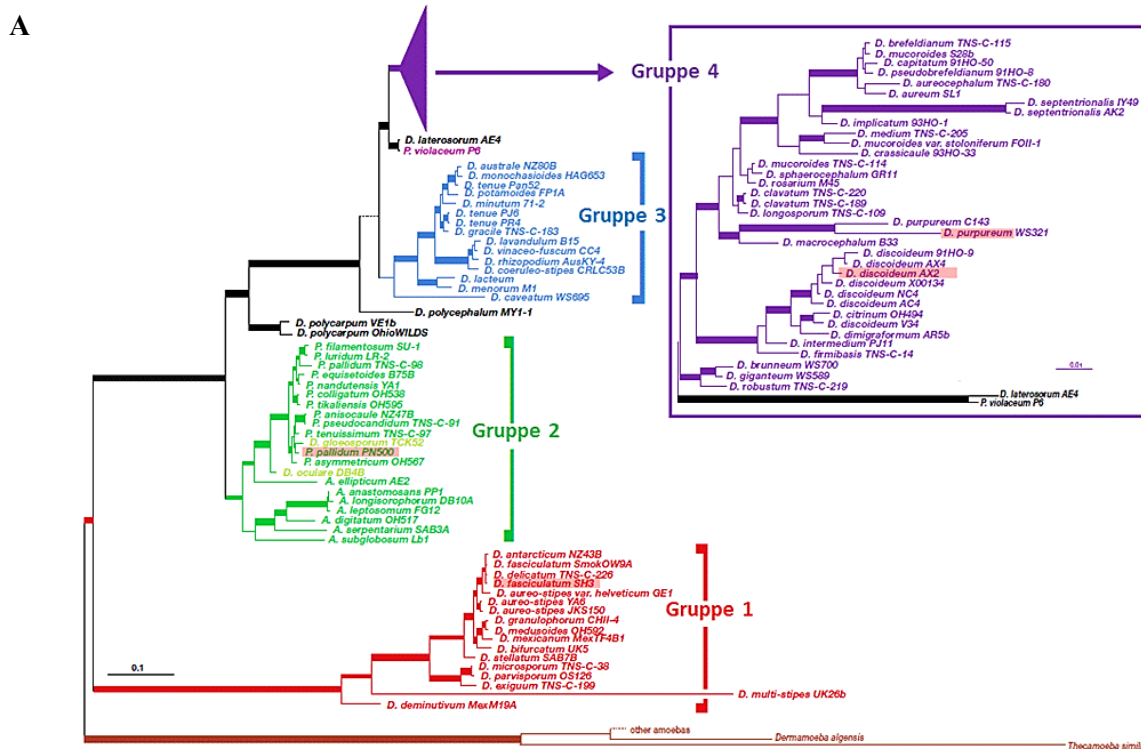 A
Gruppe 4
D. laterosorum AE4
P. violaceum P6
D. australe NZ80B
D. monochasioides HAG653
D. tenue Pan52
D. potamoides FP1A
D. minutum 71-2
D. tenue PJ6
D. tenue PR4
D. gracile TNS-C-183
D. lavandulum B15
D. vinaceo-fuscum CC4
D. rhizopodium AusKY-4
D. coeruleo-stipes CRLC53B
D. lacteum
D. menorum M1
D. caveatum WS695
Gruppe 3
D. polycephalum MY1-1
D. polycarpum VE1b
D. polycarpum OhioWILDS
P. filamentosum SU-1
P. luridum LR-2
P. pallidum TNS-C-98
P. equisetoides B75B
P. nandutensis YA1
P. colligatum OH538
P. tikaliensis OH595
P. anisocaule NZ47B
P. pseudocandidum TNS-C-91
P. tenuissimum TNS-C-97
D. gloeosporum TCK52
P. pallidum PN500
P. asymmetricum OH567
D. oculare DB4B
A. ellipticum AE2
A. anastomosans PP1
A. longisorophorum DB10A
A. leptosomum FG12
A. digitatum OH517
A. serpentarium SAB3A
A. subglobosum Lb1
Gruppe 2
D. antarcticum NZ43B
D. fasciculatum SmokOW9A
D. delicatum TNS-C-226
D. fasciculatum SH3
D. aureo-stipes var. helveticum GE1
D. aureo-stipes YA6
D. aureo-stipes JKS150
D. granulophorum CHII-4
D. medusoides OH592
D. mexicanum MexTF4B1
D. bifurcatum UK5
D. stellatum SAB7B
D. microsporum TNS-C-38
D. parvisporum OS126
D. exiguum TNS-C-199
D. multi-stipes UK26b
D. deminutivum MexM19A
Gruppe 1
0.1
other amoebas
Dermamoeba algensis
Thecamoeba simili
D. brefeldianum TNS-C-115
D. mucoroides S28b
D. capitatum 91HO-50
D. pseudobrefeldianum 91HO-8
D. aureocephalum TNS-C-180
D. aureum SL1
D. septentrionalis IY49
D. septentrionalis AK2
D. implicatum 93HO-1
D. medium TNS-C-205
D. mucoroides var. stoloniferum FOII-1
D. crassicaule 93HO-33
D. mucoroides TNS-C-114
D. sphaerocephalum GR11
D. rosarium M45
D. clavatum TNS-C-220
D. clavatum TNS-C-189
D. longosporum TNS-C-109
D. purpureum C143
D. purpureum WS321
D. macrocephalum B33
D. discoideum 91HO-9
D. discoideum AX4
D. discoideum AX2
D. discoideum X00134
D. discoideum NC4
D. discoideum AC4
D. citrinum OH494
D. discoideum V34
D. dimigraformum AR5b
D. intermedium PJ11
D. firmibasis TNS-C-14
D. brunneum WS700
D. giganteum WS589
D. robustum TNS-C-219
0.01
D. laterosorum AE4
P. violaceum P6